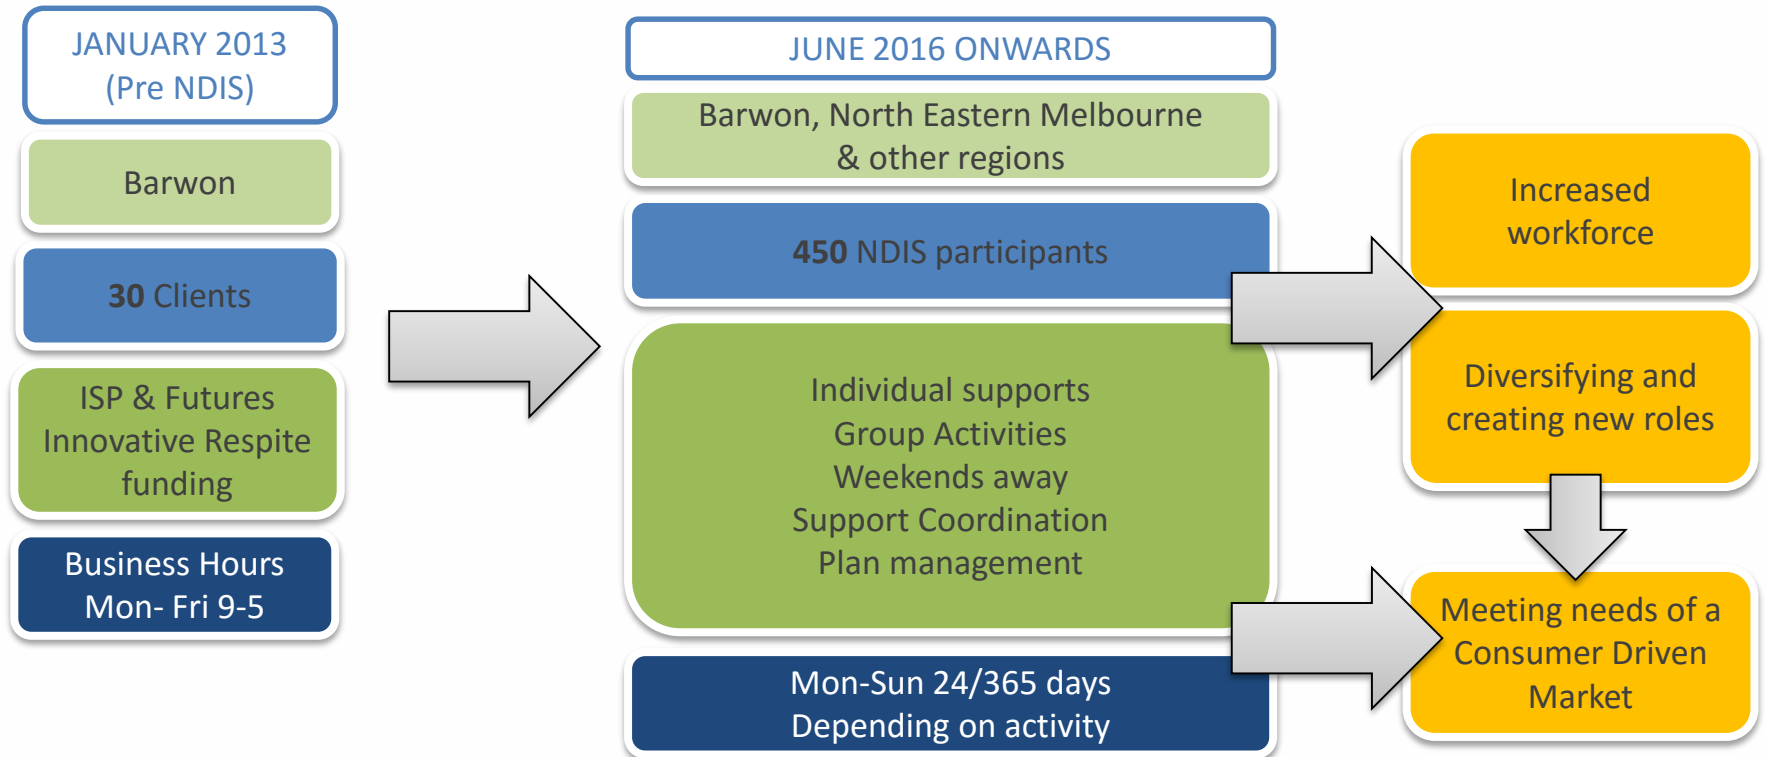 JANUARY 2013
(Pre NDIS)
Barwon
30 Clients
ISP & Futures
Innovative Respite
funding
Business Hours
Mon- Fri 9-5
JUNE 2016 ONWARDS
Barwon, North Eastern Melbourne
& other regions
450 NDIS participants
Individual supports
Group Activities
Weekends away
Support Coordination
Plan management
Mon-Sun 24/365 days
Depending on activity
Increased
workforce
Diversifying and
creating new roles
Meeting needs of a
Consumer Driven
Market